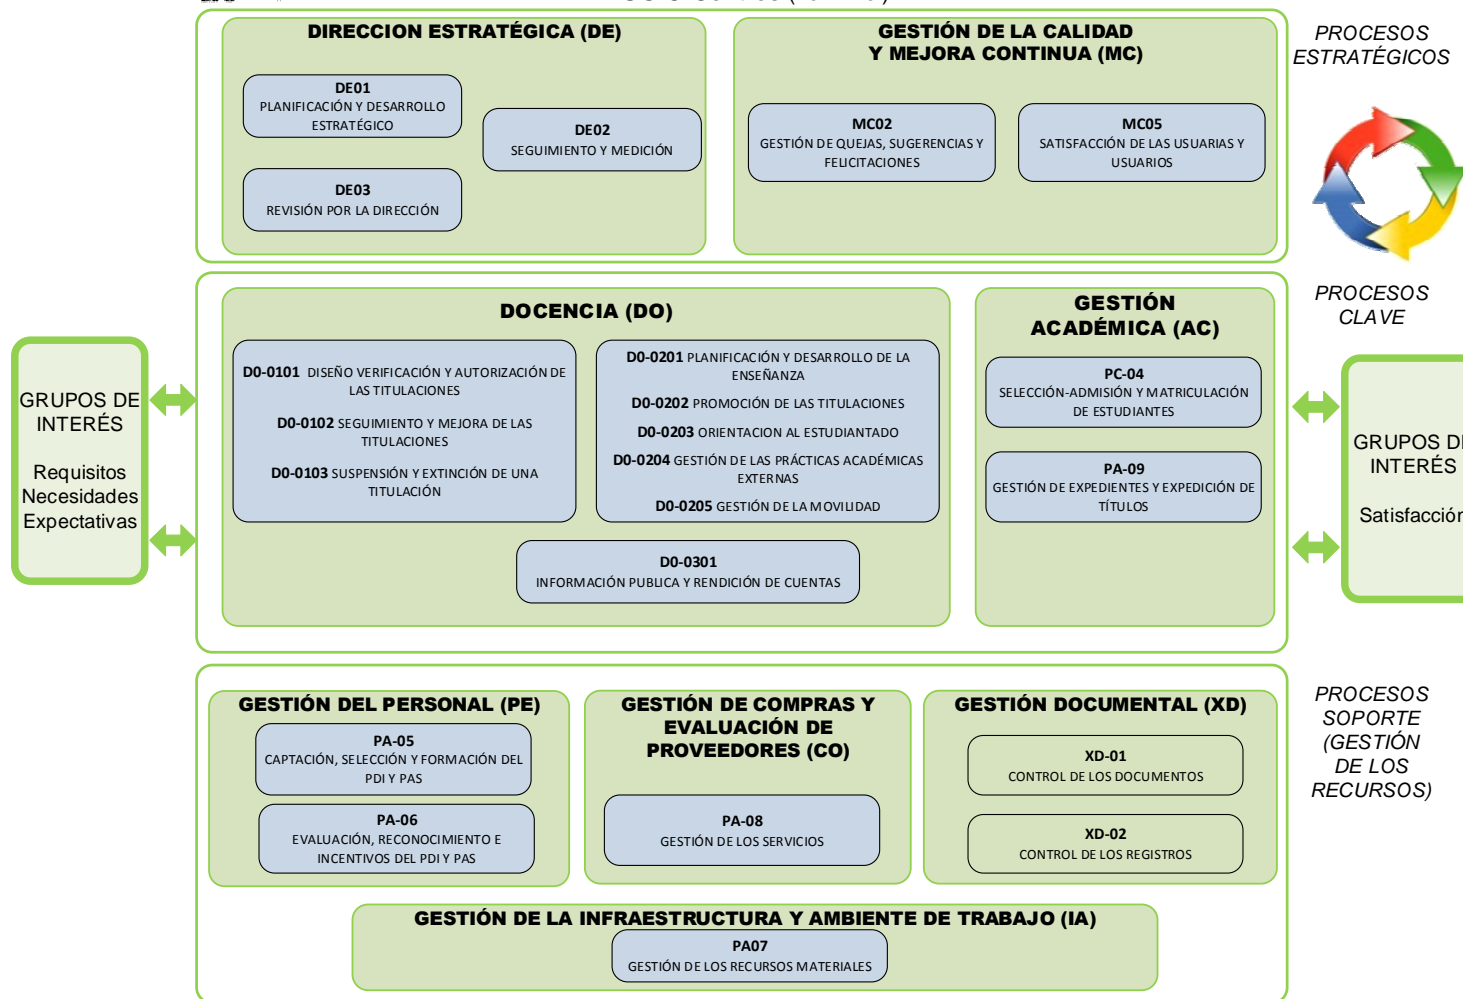 DIRECCION ESTRATÉGICA (DE)
DE01
PLANIFICACIÓN Y DESARROLLO
ESTRATÉGICO
DE02
SEGUIMIENTO Y MEDICIÓN
DE03
REVISIÓN POR LA DIRECCIÓN
GESTIÓN DE LA CALIDAD
Y MEJORA CONTINUA (MC)
MC02
GESTIÓN DE QUEJAS, SUGERENCIAS Y
FELICITACIONES
MC05
SATISFACCIÓN DE LAS USUARIAS Y
USUARIOS
PROCESOS
ESTRATÉGICOS
GRUPOS DE
INTERÉS
Requisitos
Necesidades
Expectativas
DOCENCIA (DO)
D0-0101 DISEÑO VERIFICACIÓN Y AUTORIZACIÓN DE
LAS TITULACIONES
D0-0102 SEGUIMIENTO Y MEJORA DE LAS
TITULACIONES
D0-0103 SUSPENSIÓN Y EXTINCIÓN DE UNA
TITULACIÓN
D0-0201 PLANIFICACIÓN Y DESARROLLO DE LA
ENSEÑANZA
D0-0202 PROMOCIÓN DE LAS TITULACIONES
D0-0203 ORIENTACION AL ESTUDIANTADO
D0-0204 GESTIÓN DE LAS PRÁCTICAS ACADÉMICAS
EXTERNAS
D0-0205 GESTIÓN DE LA MOVILIDAD
D0-0301
INFORMACIÓN PUBLICA Y RENDICIÓN DE CUENTAS
GESTIÓN
ACADÉMICA (AC)
PC-04
SELECCIÓN-ADMISIÓN Y MATRICULACIÓN
DE ESTUDIANTES
PA-09
GESTIÓN DE EXPEDIENTES Y EXPEDICIÓN DE
TÍTULOS
PROCESOS
CLAVE
GRUPOS DE
INTERÉS
Satisfacción
GESTIÓN DEL PERSONAL (PE)
PA-05
CAPTACIÓN, SELECCIÓN Y FORMACIÓN DEL
PDI Y PAS
PA-06
EVALUACIÓN, RECONOCIMIENTO E
INCENTIVOS DEL PDI Y PAS
GESTIÓN DE COMPRAS Y
EVALUACIÓN DE
PROVEEDORES (CO)
PA-08
GESTIÓN DE LOS SERVICIOS
GESTIÓN DOCUMENTAL (XD)
XD-01
CONTROL DE LOS DOCUMENTOS
XD-02
CONTROL DE LOS REGISTROS
PROCESOS
SOPORTE
(GESTIÓN
DE LOS
RECURSOS)
GESTIÓN DE LA INFRAESTRUCTURA Y AMBIENTE DE TRABAJO (IA)
PA07
GESTIÓN DE LOS RECURSOS MATERIALES